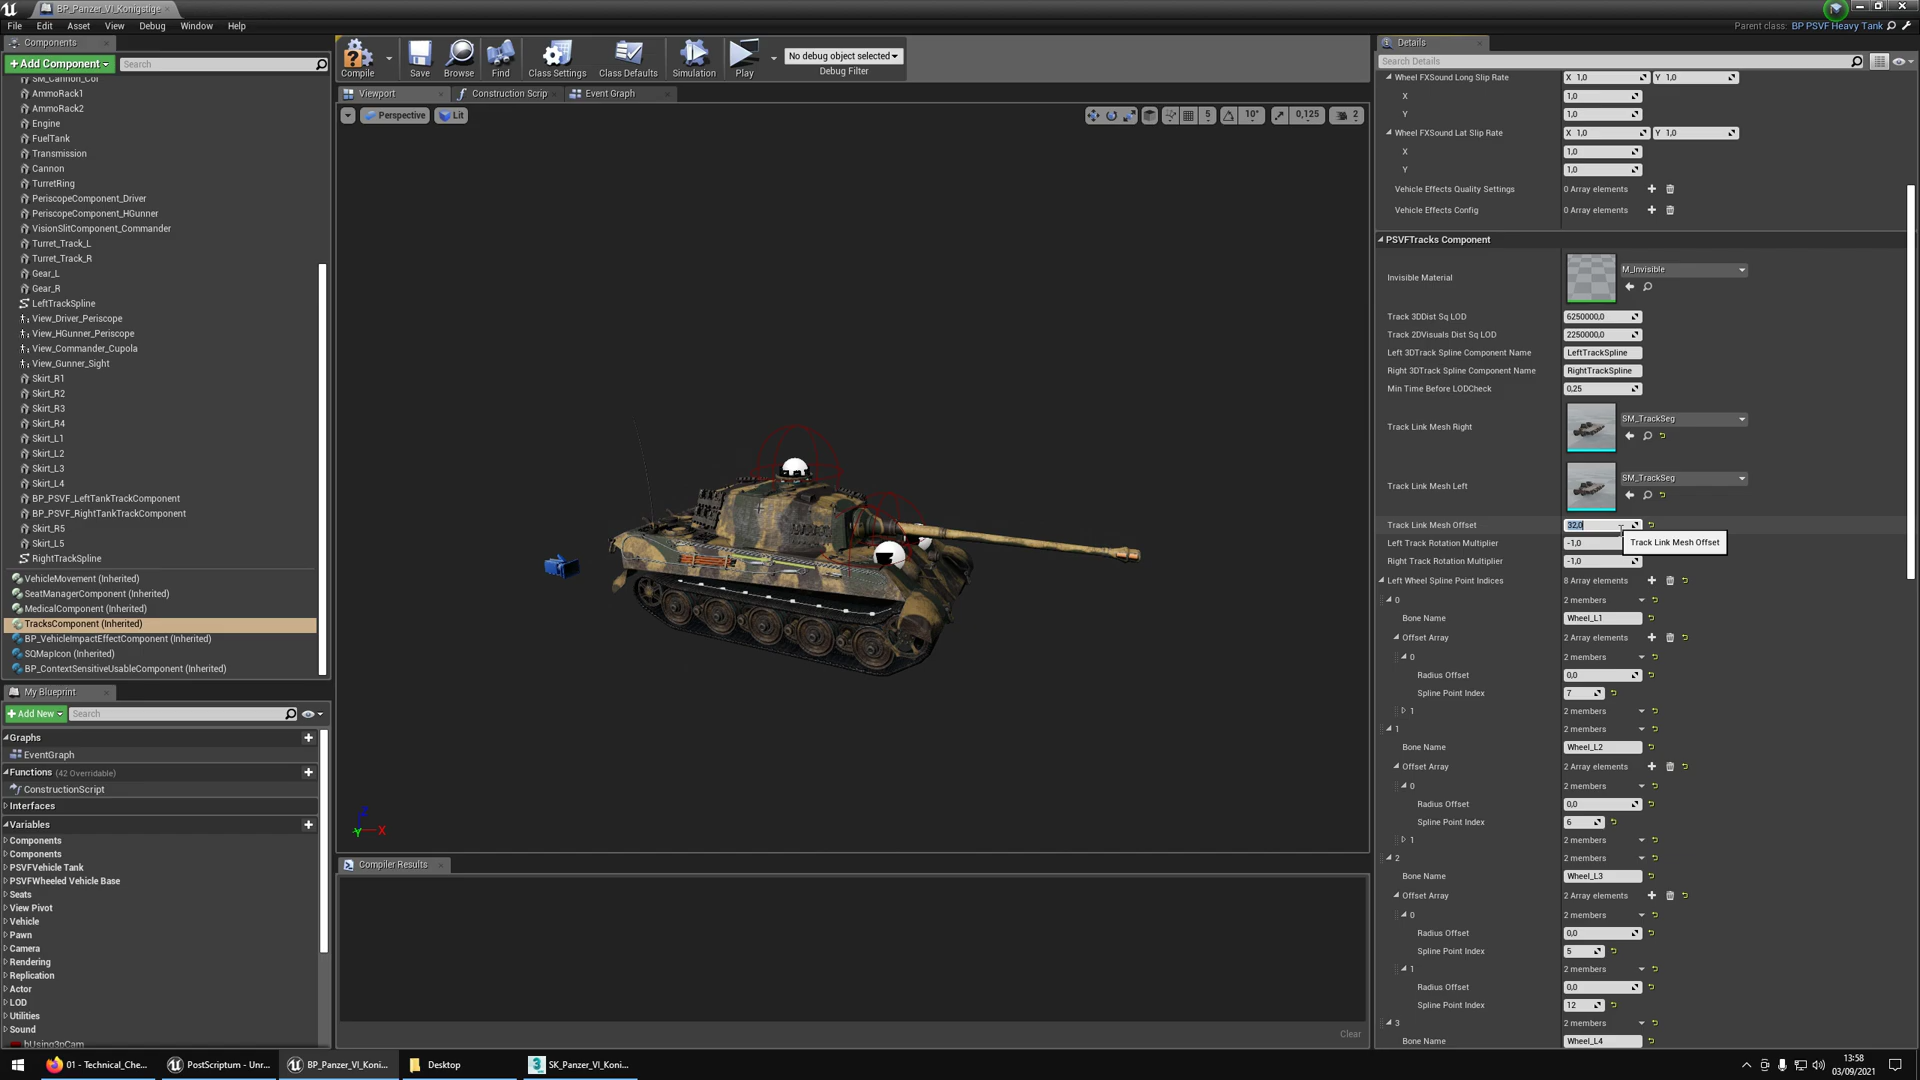 BP_Panzer_VI_Konigstige
File Edit Asset View Debug Window Help
Parent class: BP PSVF Heavy Tank
Components
+Add Component
Search
SM_Cannon_Col
AmmoRack1
AmmoRack2
Engine
FuelTank
Transmission
Cannon
TurretRing
PeriscopeComponent_Driver
PeriscopeComponent_HGunner
VisionSlitComponent_Commander
Turret_Track_L
Turret_Track_R
Gear_L
Gear_R
LeftTrackSpline
View_Driver_Periscope
View_HGunner_Periscope
View_Commander_Cupola
View_Gunner_Sight
Skirt_R1
Skirt_R2
Skirt_R3
Skirt_R4
Skirt_L1
Skirt_L2
Skirt_L3
Skirt_L4
BP_PSVF_LeftTankTrackComponent
BP_PSVF_RightTankTrackComponent
Skirt_R5
Skirt_L5
RightTrackSpline
VehicleMovement (Inherited)
SeatManagerComponent (Inherited)
MedicalComponent (Inherited)
TracksComponent (Inherited)
BP_VehicleImpactEffectComponent (Inherited)
SQMapIcon (Inherited)
BP_ContextSensitiveUsableComponent (Inherited)
My Blueprint
+Add New
Search
Graphs
EventGraph
Functions (42 Overridable)
ConstructionScript
Interfaces
Variables
Components
Components
PSVFVehicle Tank
PSVFWheeled Vehicle Base
Seats
View Pivot
Vehicle
Pawn
Camera
Rendering
Replication
Actor
LOD
Utilities
Sound
bUsing3pCam
Compile
Save
Browse
Find
Class Settings
Class Defaults
Simulation
Play
No debug object selected
Debug Filter
Viewport
Construction Scrip
Event Graph
Perspective
Lit
5
10°
0,125
2
Z
Y
X
Compiler Results
Clear
Details
Search Details
Wheel FXSound Long Slip Rate X 1,0 Y 1,0
X 1,0
Y 1,0
Wheel FXSound Lat Slip Rate X 1,0 Y 1,0
X 1,0
Y 1,0
Vehicle Effects Quality Settings 0 Array elements
Vehicle Effects Config 0 Array elements
PSVFTracks Component
Invisible Material M_Invisible
Track 3DDist Sq LOD 6250000,0
Track 2DVisuals Dist Sq LOD 2250000,0
Left 3DTrack Spline Component Name LeftTrackSpline
Right 3DTrack Spline Component Name RightTrackSpline
Min Time Before LODCheck 0,25
Track Link Mesh Right SM_TrackSeg
Track Link Mesh Left SM_TrackSeg
Track Link Mesh Offset 32,0
Track Link Mesh Offset
Left Track Rotation Multiplier -1,0
Right Track Rotation Multiplier -1,0
Left Wheel Spline Point Indices 8 Array elements
0 2 members
Bone Name Wheel_L1
Offset Array 2 Array elements
0 2 members
Radius Offset 0,0
Spline Point Index 7
1 2 members
1 2 members
Bone Name Wheel_L2
Offset Array 2 Array elements
0 2 members
Radius Offset 0,0
Spline Point Index 6
1 2 members
2 2 members
Bone Name Wheel_L3
Offset Array 2 Array elements
0 2 members
Radius Offset 0,0
Spline Point Index 5
1 2 members
Radius Offset 0,0
Spline Point Index 12
3 2 members
Bone Name Wheel_L4
01 - Technical_Che...
PostScriptum - Unr...
BP_Panzer_VI_Koni...
Desktop
SK_Panzer_VI_Koni...
13:58
03/09/2021